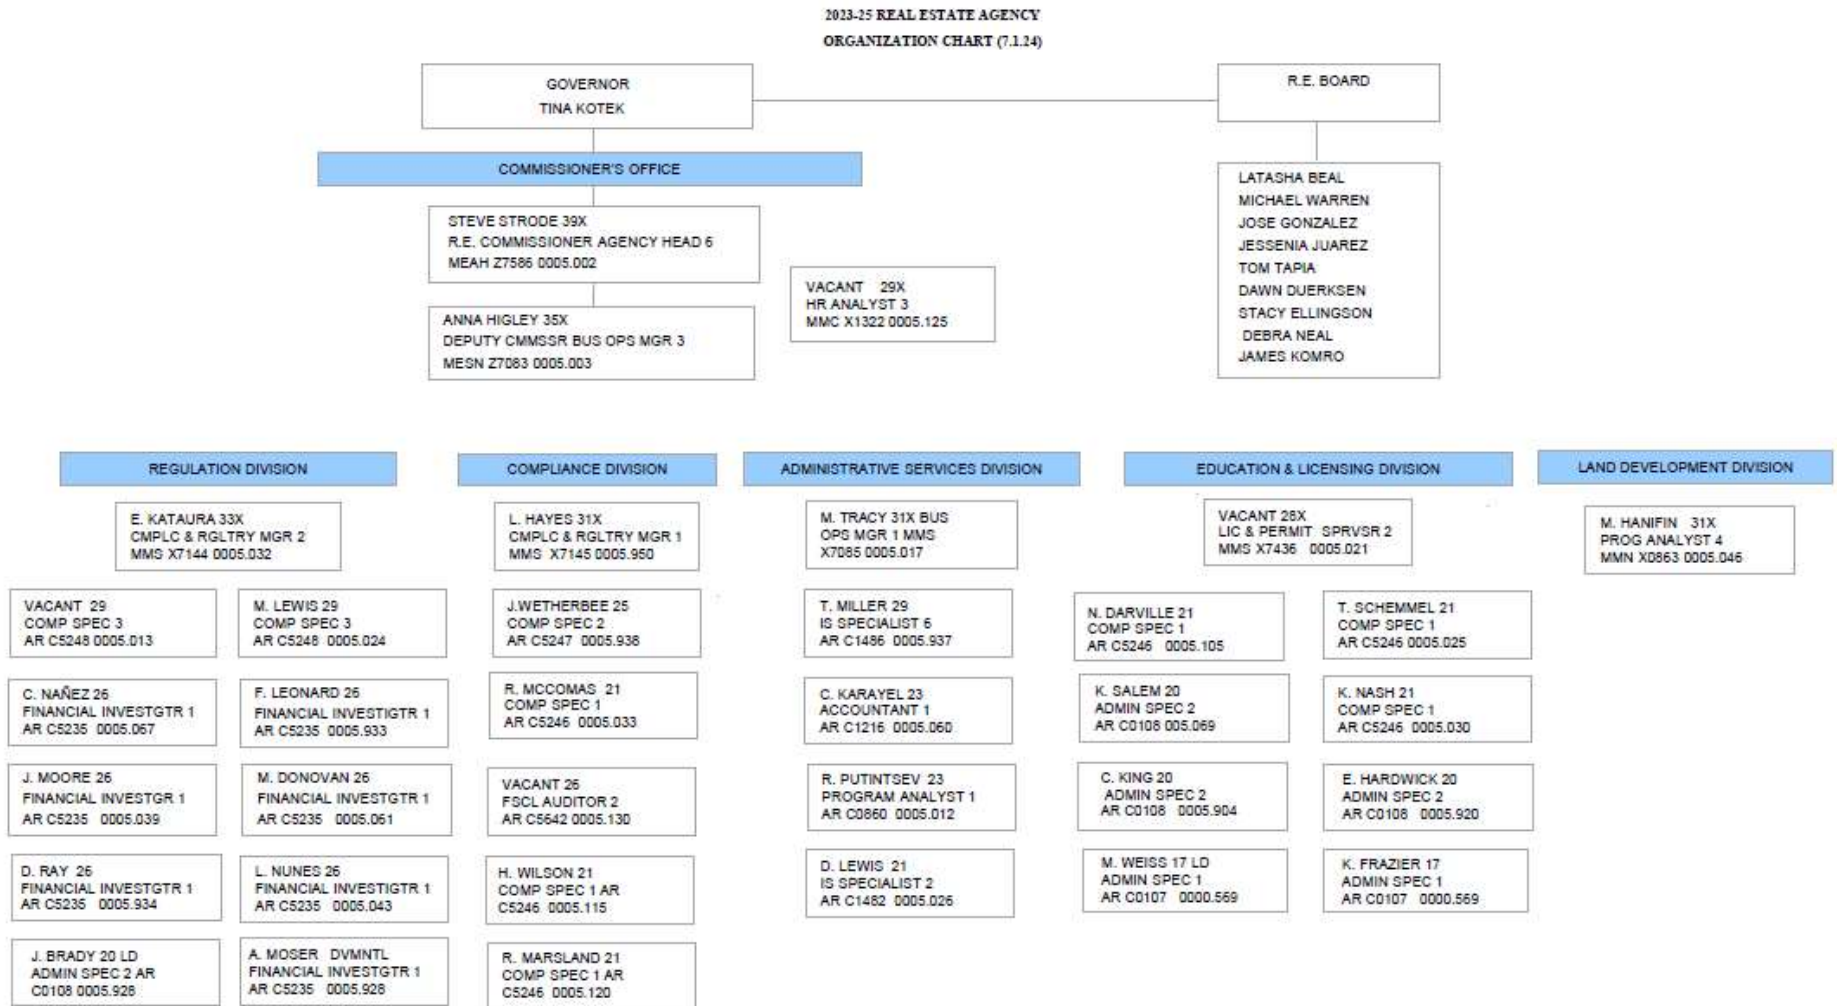 2023-25 REAL ESTATE AGENCY
ORGANIZATION CHART (7.1.24)
GOVERNOR
TINA KOTEK
R.E. BOARD
COMMISSIONER'S OFFICE
STEVE STRODE 39X
R.E. COMMISSIONER AGENCY HEAD 6
MEAH Z7586 0005.002
VACANT 29X
HR ANALYST 3
MMC X1322 0005.125
ANNA HIGLEY 35X
DEPUTY CMMSSR BUS OPS MGR 3
MESN Z7083 0005.003
LATASHA BEAL
MICHAEL WARREN
JOSE GONZALEZ
JESSENIA JUAREZ
TOM TAPIA
DAWN DUERKSEN
STACY ELLINGSON
DEBRA NEAL
JAMES KOMRO
REGULATION DIVISION
E. KATAURA 33X
CMPLC & RGLTRY MGR 2
MMS X7144 0005.032
VACANT 29
COMP SPEC 3
AR C5248 0005.013
M. LEWIS 29
COMP SPEC 3
AR C5248 0005.024
C. NAÑEZ 26
FINANCIAL INVESTGTR 1
AR C5235 0005.067
F. LEONARD 26
FINANCIAL INVESTIGTR 1
AR C5235 0005.933
J. MOORE 26
FINANCIAL INVESTGR 1
AR C5235 0005.039
M. DONOVAN 26
FINANCIAL INVESTGTR 1
AR C5235 0005.061
D. RAY 26
FINANCIAL INVESTGTR 1
AR C5235 0005.934
L. NUNES 26
FINANCIAL INVESTIGTR 1
AR C5235 0005.043
J. BRADY 20 LD
ADMIN SPEC 2 AR
C0108 0005.928
A. MOSER DVMNTL
FINANCIAL INVESTGTR 1
AR C5235 0005.928
COMPLIANCE DIVISION
L. HAYES 31X
CMPLC & RGLTRY MGR 1
MMS X7145 0005.950
J.WETHERBEE 25
COMP SPEC 2
AR C5247 0005.938
R. MCCOMAS 21
COMP SPEC 1
AR C5246 0005.033
VACANT 26
FSCL AUDITOR 2
AR C5642 0005.130
H. WILSON 21
COMP SPEC 1 AR
C5246 0005.115
R. MARSLAND 21
COMP SPEC 1 AR
C5246 0005.120
ADMINISTRATIVE SERVICES DIVISION
M. TRACY 31X BUS
OPS MGR 1 MMS
X7085 0005.017
T. MILLER 29
IS SPECIALIST 6
AR C1486 0005.937
C. KARAYEL 23
ACCOUNTANT 1
AR C1216 0005.060
R. PUTINTSEV 23
PROGRAM ANALYST 1
AR C0860 0005.012
D. LEWIS 21
IS SPECIALIST 2
AR C1482 0005.026
EDUCATION & LICENSING DIVISION
VACANT 28X
LIC & PERMIT SPRVSR 2
MMS X7436 0005.021
N. DARVILLE 21
COMP SPEC 1
AR C5246 0005.105
T. SCHEMMEL 21
COMP SPEC 1
AR C5246 0005.025
K. SALEM 20
ADMIN SPEC 2
AR C0108 005.069
K. NASH 21
COMP SPEC 1
AR C5246 0005.030
C. KING 20
ADMIN SPEC 2
AR C0108 0005.904
E. HARDWICK 20
ADMIN SPEC 2
AR C0108 0005.920
M. WEISS 17 LD
ADMIN SPEC 1
AR C0107 0000.569
K. FRAZIER 17
ADMIN SPEC 1
AR C0107 0000.569
LAND DEVELOPMENT DIVISION
M. HANIFIN 31X
PROG ANALYST 4
MMN X0863 0005.046